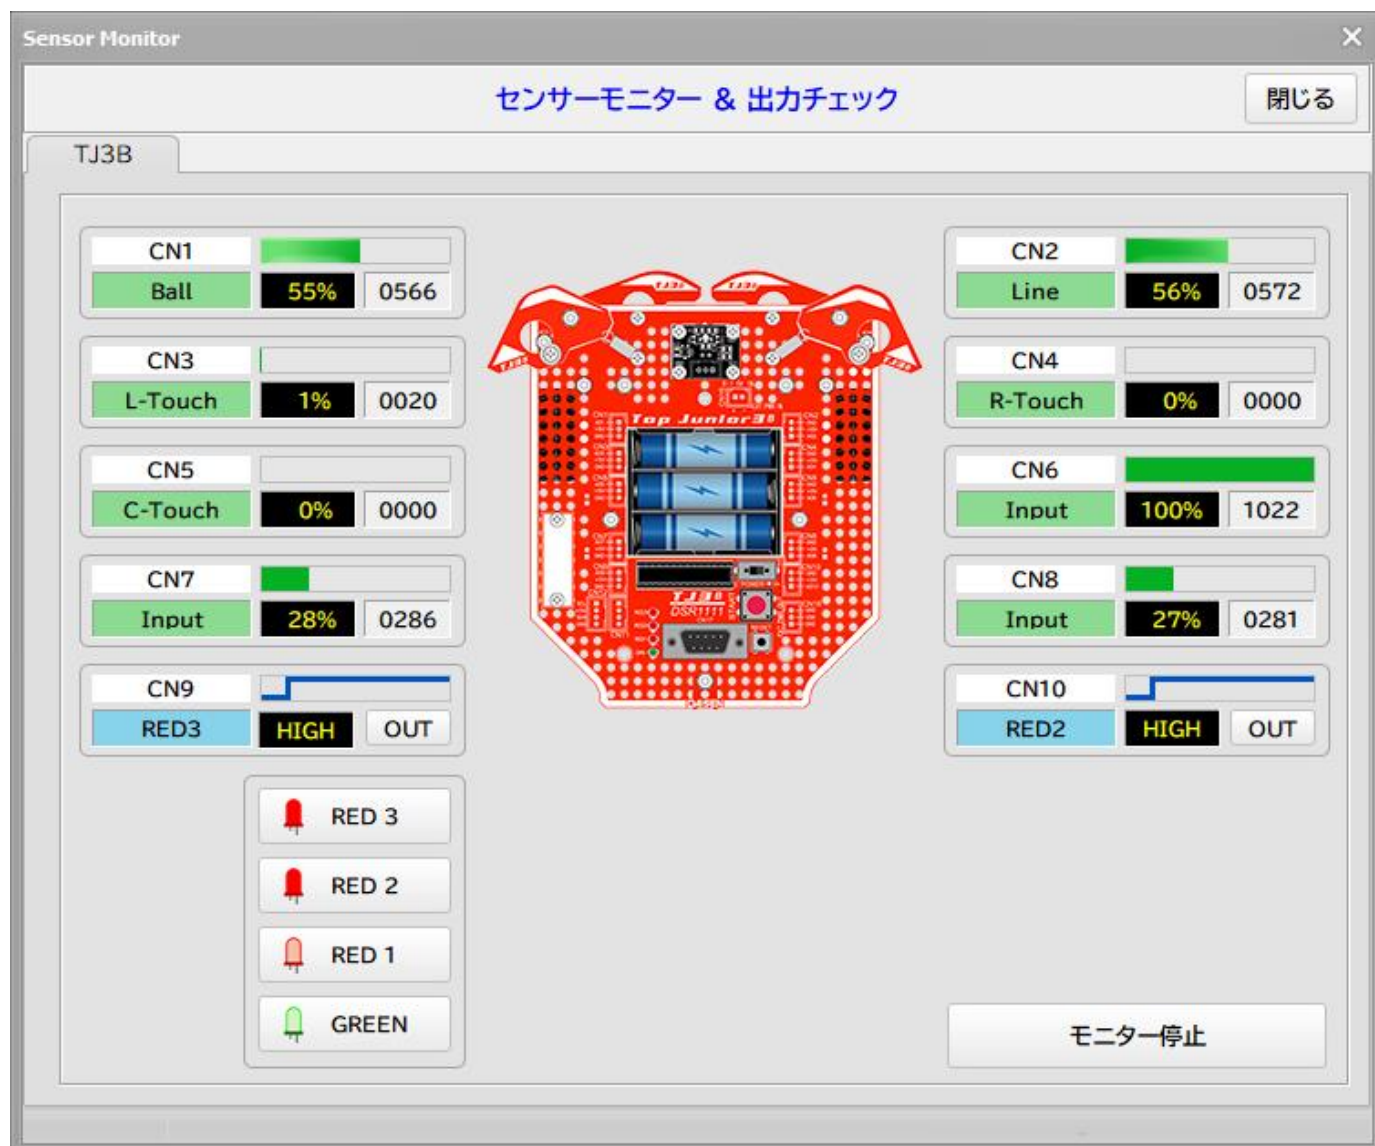 Sensor Monitor
センサーモニター & 出力チェック
閉じる
TJ3B
CN1
Ball 55% 0566
CN2
Line 56% 0572
CN3
L-Touch 1% 0020
CN4
R-Touch 0% 0000
CN5
C-Touch 0% 0000
CN6
Input 100% 1022
CN7
Input 28% 0286
CN8
Input 27% 0281
CN9
RED3 HIGH OUT
CN10
RED2 HIGH OUT
Top Junior3
TJ3B
RED 3
RED 2
RED 1
GREEN
モニター停止